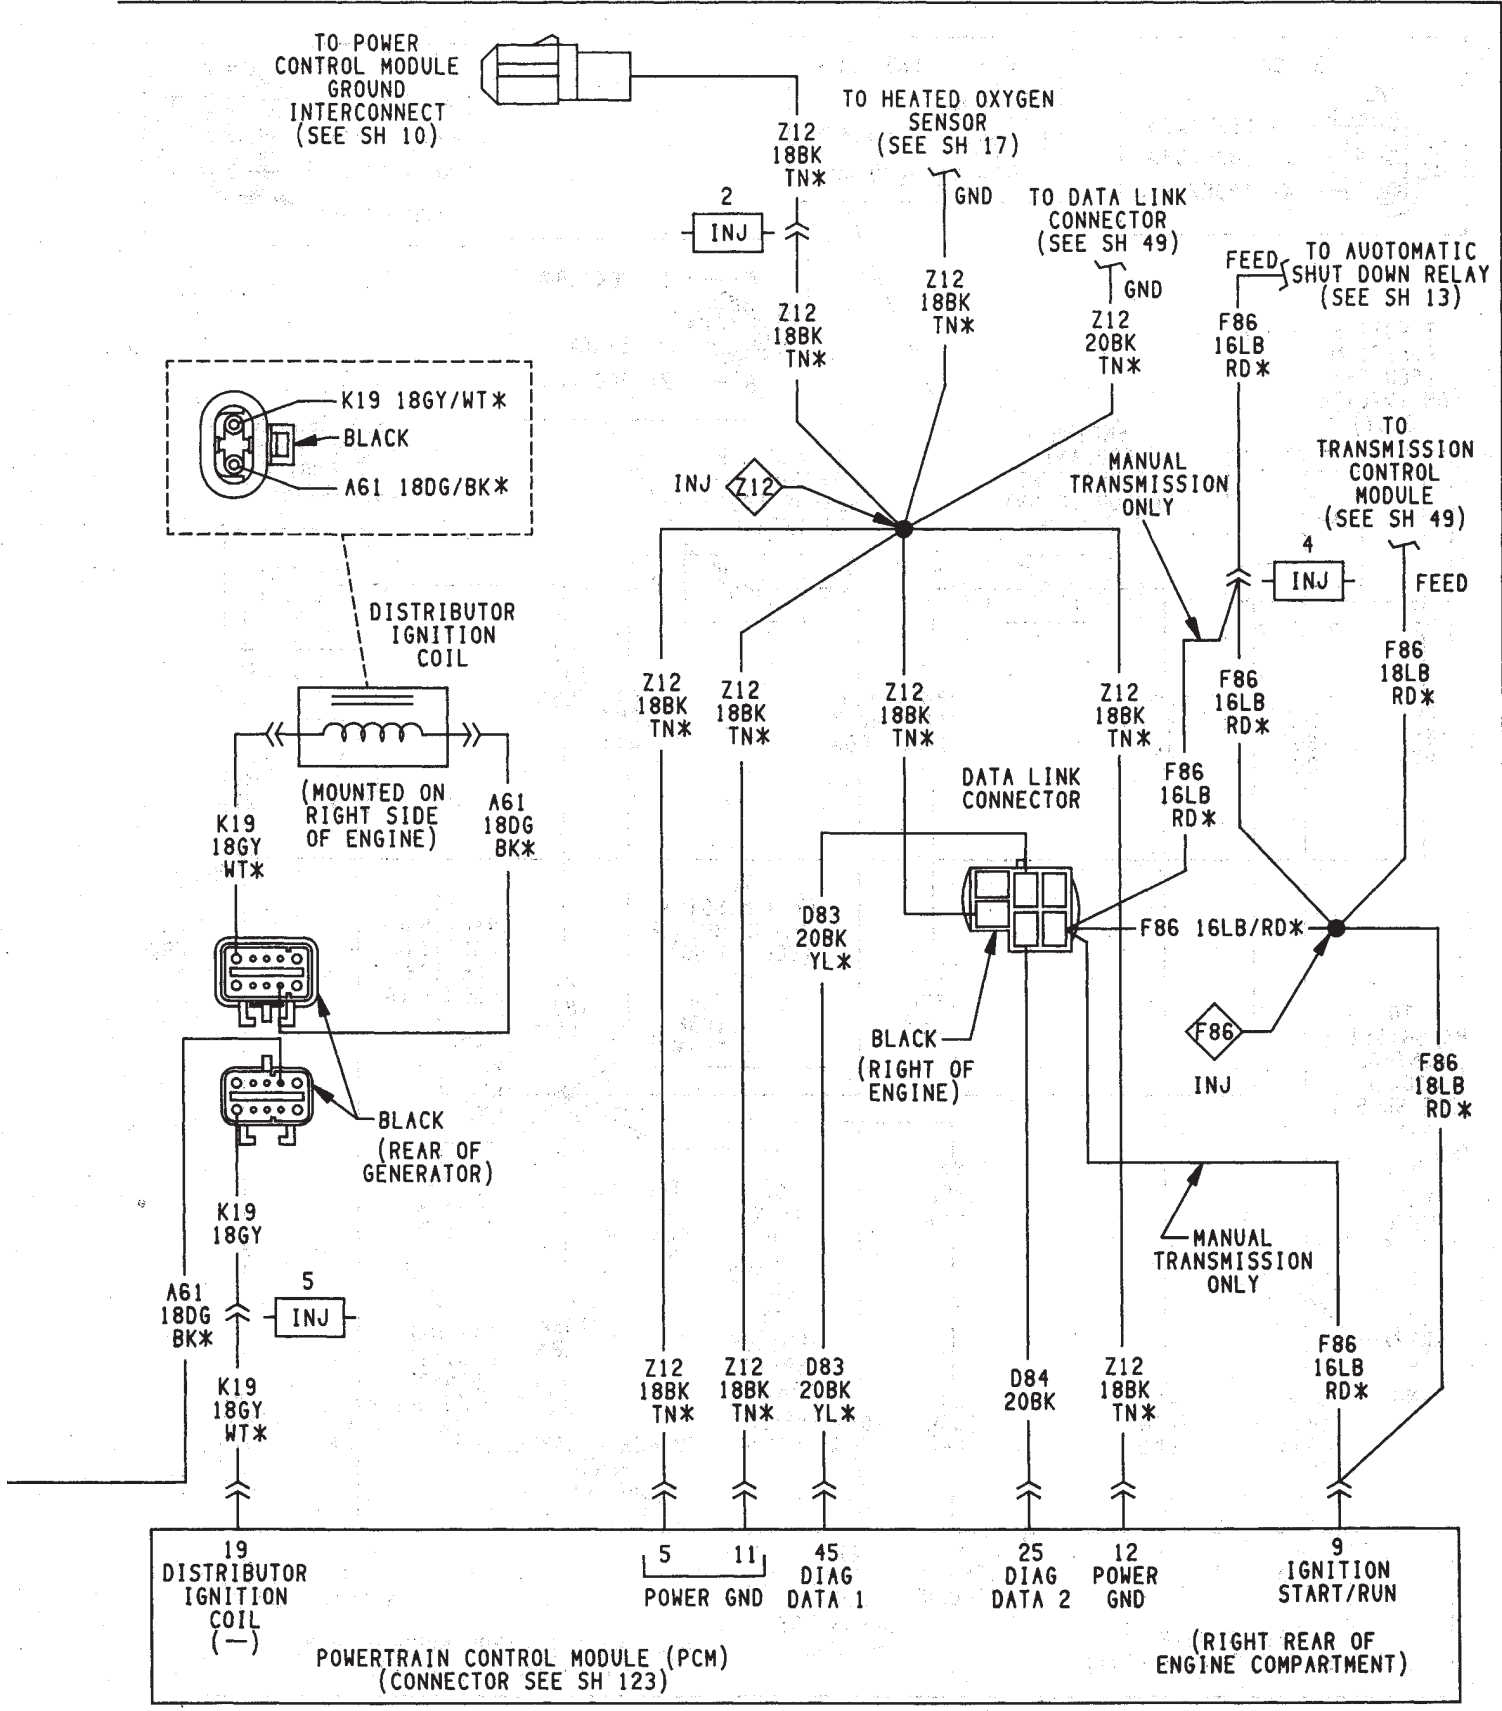 TO POWER
CONTROL MODULE
GROUND
INTERCONNECT
(SEE SH 10)
Z12
18BK
TN*
2
INJ
Z12
18BK
TN*
TO HEATED OXYGEN
SENSOR
(SEE SH 17)
GND
Z12
18BK
TN*
TO DATA LINK
CONNECTOR
(SEE SH 49)
GND
Z12
20BK
TN*
FEED
TO AUOTOMATIC
SHUT DOWN RELAY
(SEE SH 13)
F86
16LB
RD*
TO
TRANSMISSION
CONTROL
MODULE
(SEE SH 49)
FEED
MANUAL
TRANSMISSION
ONLY
4
INJ
K19 18GY/WT*
BLACK
A61 18DG/BK*
INJ
Z12
DISTRIBUTOR
IGNITION
COIL
(MOUNTED ON
RIGHT SIDE
OF ENGINE)
K19
18GY
WT*
A61
18DG
BK*
Z12
18BK
TN*
Z12
18BK
TN*
Z12
18BK
TN*
Z12
18BK
TN*
F86
16LB
RD*
F86
18LB
RD*
F86
16LB
RD*
DATA LINK
CONNECTOR
D83
20BK
YL*
F86 16LB/RD*
BLACK
(RIGHT OF
ENGINE)
F86
INJ
F86
18LB
RD*
BLACK
(REAR OF
GENERATOR)
K19
18GY
MANUAL
TRANSMISSION
ONLY
A61
18DG
BK*
5
INJ
K19
18GY
WT*
Z12
18BK
TN*
Z12
18BK
TN*
D83
20BK
YL*
D84
20BK
Z12
18BK
TN*
F86
16LB
RD*
19
DISTRIBUTOR
IGNITION
COIL
(—)
5 11
POWER GND
45
DIAG
DATA 1
25
DIAG
DATA 2
12
POWER
GND
9
IGNITION
START/RUN
POWERTRAIN CONTROL MODULE (PCM)
(CONNECTOR SEE SH 123)
(RIGHT REAR OF
ENGINE COMPARTMENT)